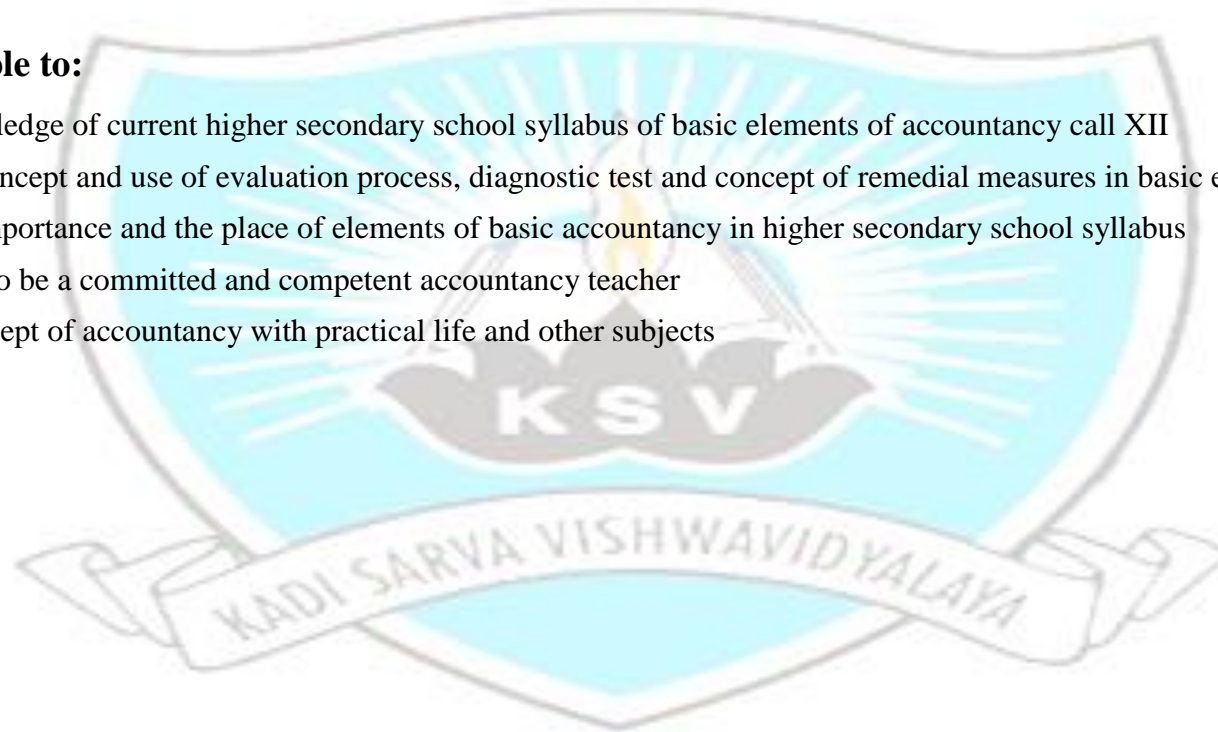 ble to:
ledge of current higher secondary school syllabus of basic elements of accountancy call XII
ncept and use of evaluation process, diagnostic test and concept of remedial measures in basic e
nportance and the place of elements of basic accountancy in higher secondary school syllabus
o be a committed and competent accountancy teacher
ept of accountancy with practical life and other subjects
KSV
KADI SARVA VISHWAVIDYALAYA